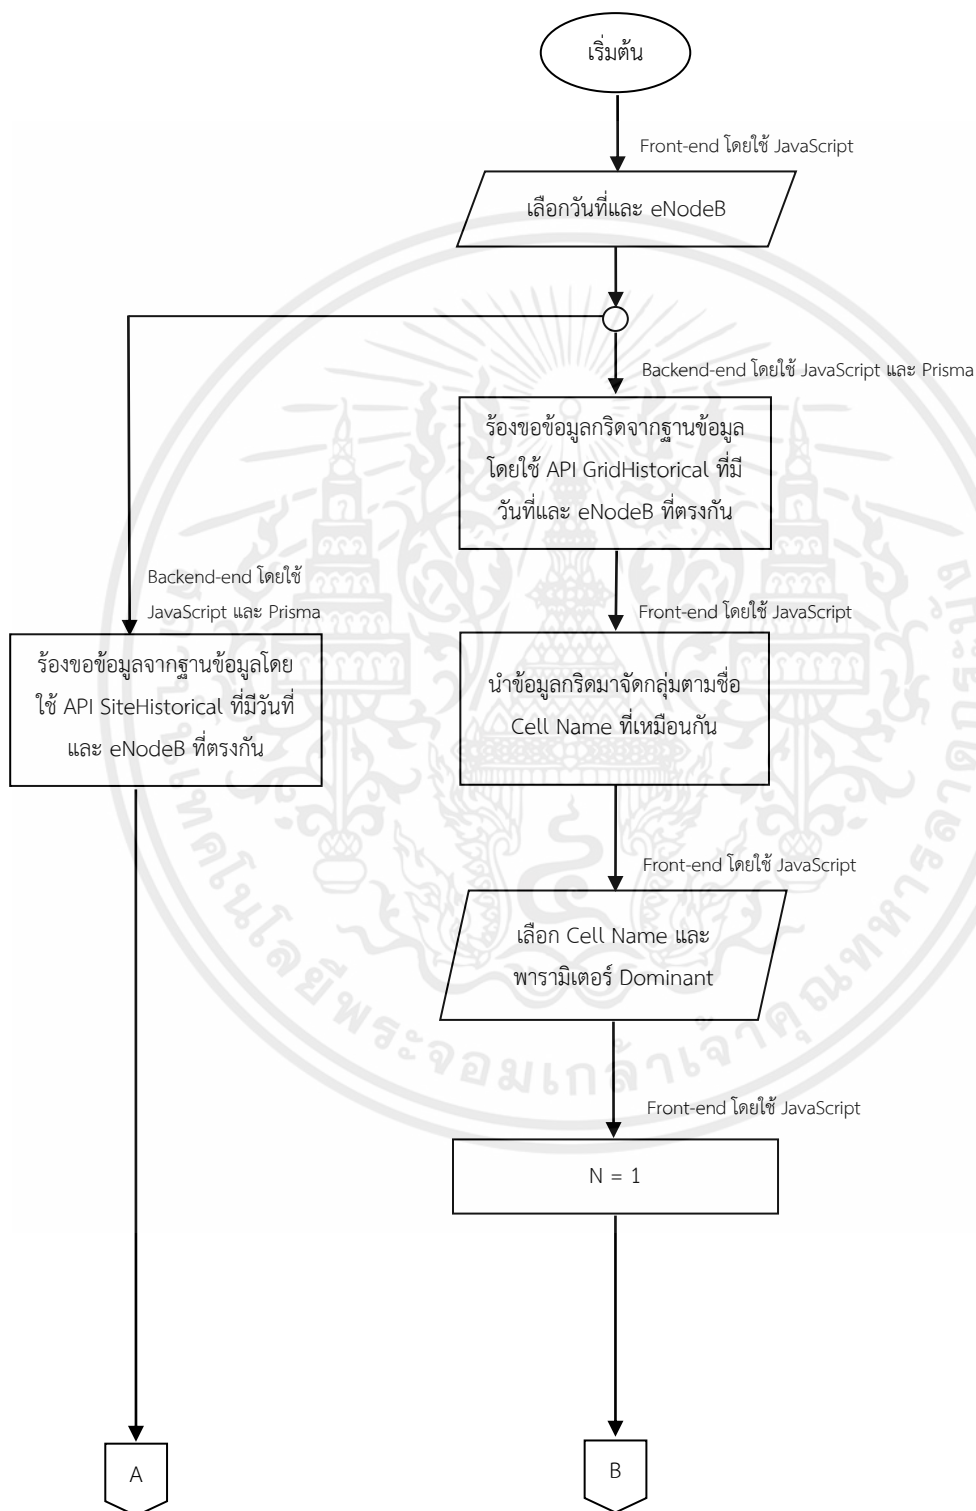 เริ่มต้น
Front-end โดยใช้ JavaScript
เลือกวันที่และ eNodeB
Backend-end โดยใช้ JavaScript และ Prisma
ร้องขอข้อมูลกริดจากฐานข้อมูล
โดยใช้ API GridHistorical ที่มี
วันที่และ eNodeB ที่ตรงกัน
Backend-end โดยใช้
JavaScript และ Prisma
ร้องขอข้อมูลจากฐานข้อมูลโดย
ใช้ API SiteHistorical ที่มีวันที่
และ eNodeB ที่ตรงกัน
Front-end โดยใช้ JavaScript
นำข้อมูลกริดมาจัดกลุ่มตามชื่อ
Cell Name ที่เหมือนกัน
Front-end โดยใช้ JavaScript
เลือก Cell Name และ
พารามิเตอร์ Dominant
Front-end โดยใช้ JavaScript
N = 1
A
B